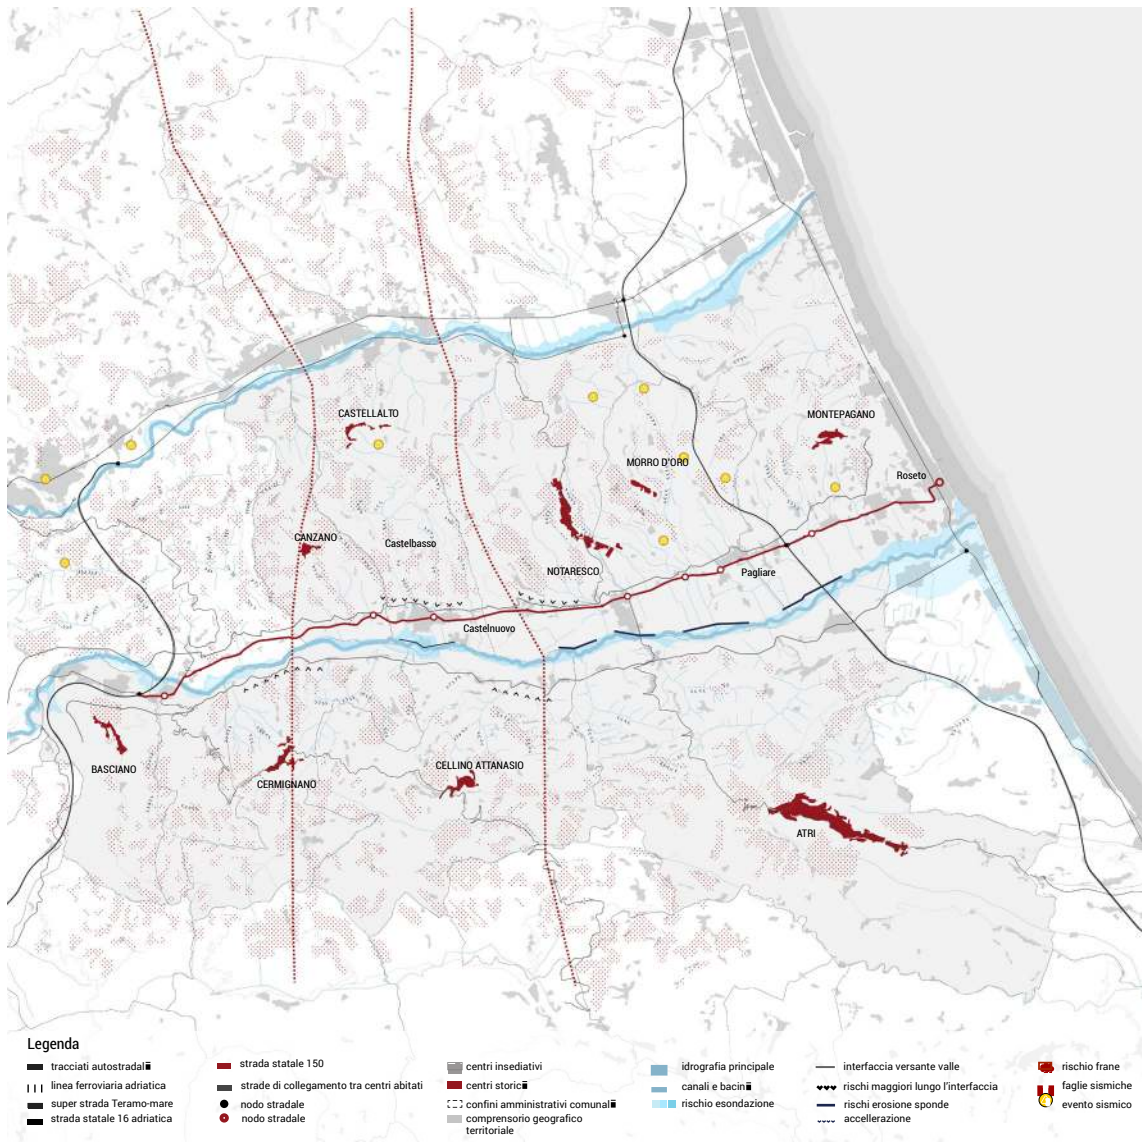 CASTELLALTO
MONTEPAGANO
MORRO D'ORO
Roseto
CANZANO
Castelbasso
NOTARESCO
Pagliare
Castelnuovo
BASCIANO
CERMIGNANO
CELLINO ATTANASIO
ATRI
Legenda
tracciati autostradali
linea ferroviaria adriatica
super strada Teramo-mare
strada statale 16 adriatica
strada statale 150
strade di collegamento tra centri abitati
nodo stradale
nodo stradale
centri insediativi
centri storici
confini amministrativi comunali
comprensorio geografico
territoriale
idrografia principale
canali e bacini
rischio esondazione
interfaccia versante valle
rischi maggiori lungo l'interfaccia
rischi erosione sponde
accellerazione
rischio frane
faglie sismiche
evento sismico